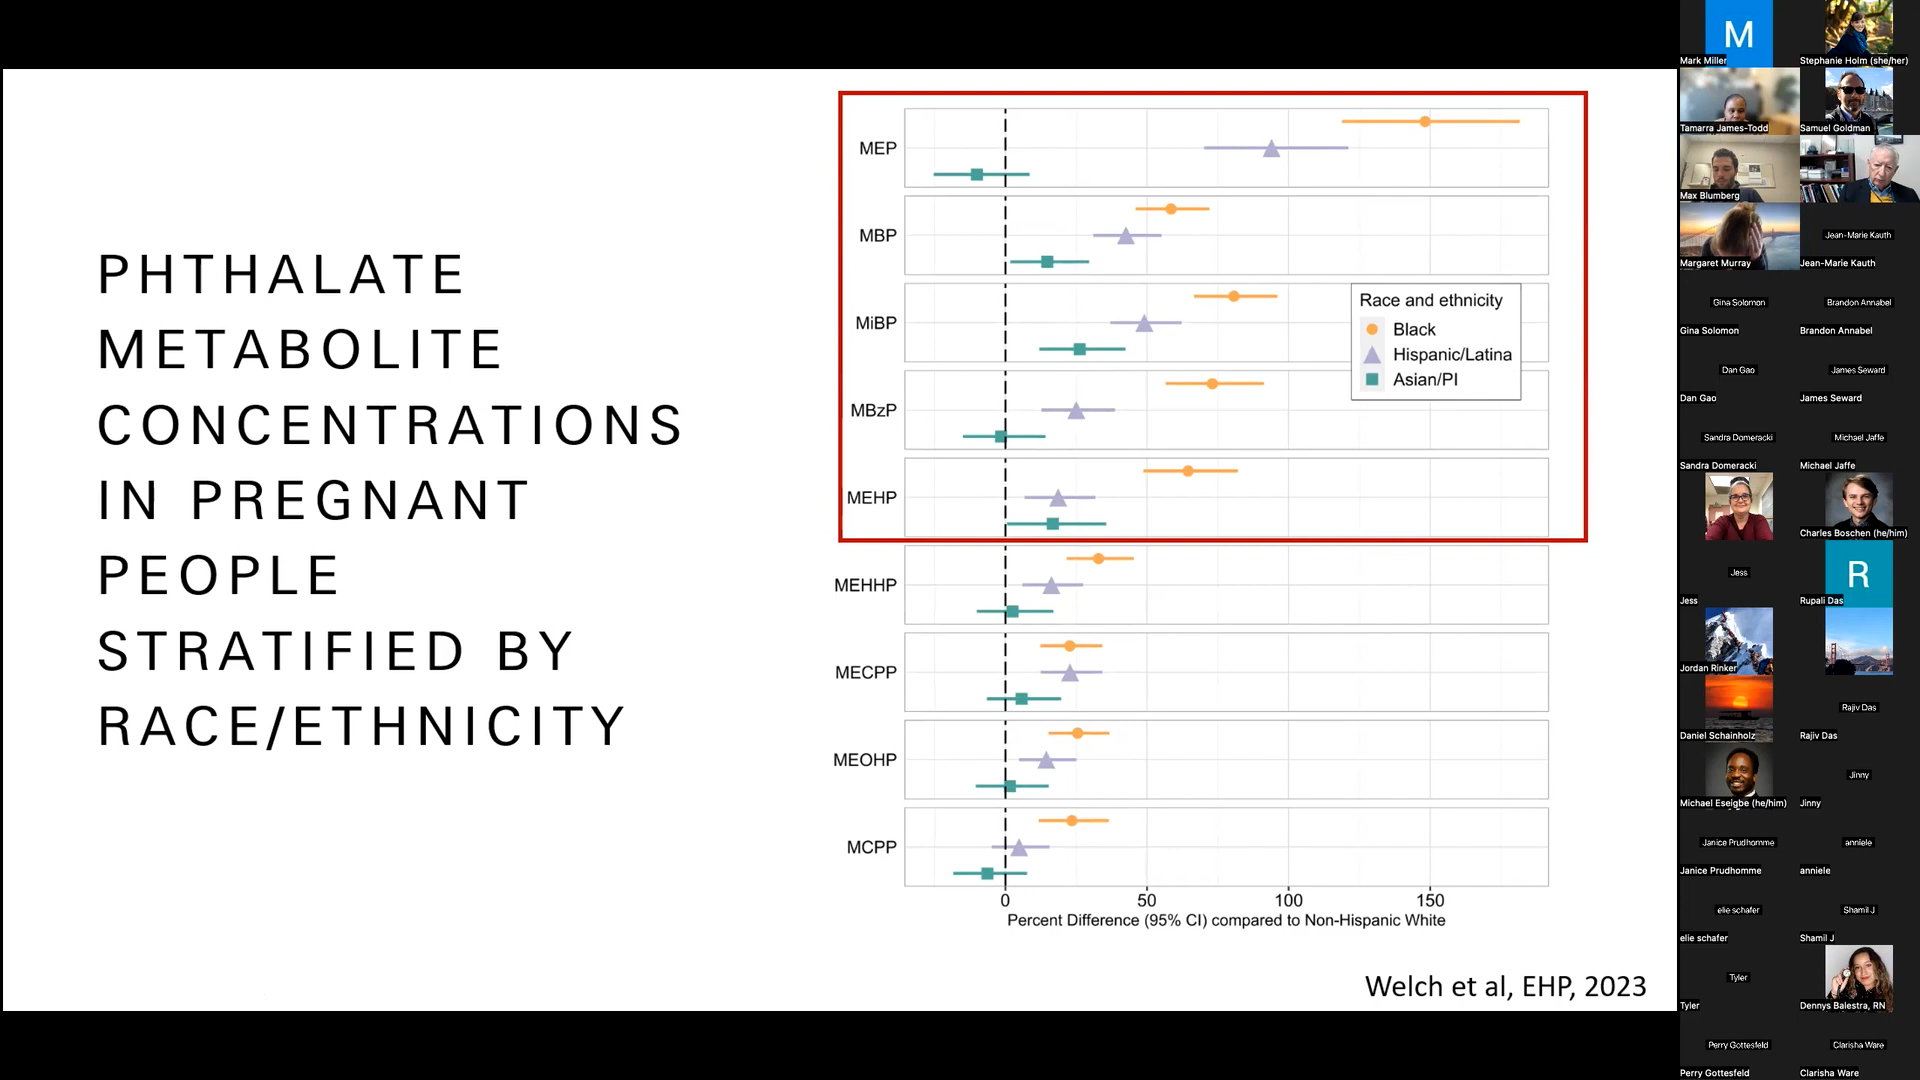 PHTHALATE
METABOLITE
CONCENTRATIONS
IN PREGNANT
PEOPLE
STRATIFIED BY
RACE/ETHNICITY
MEP
MBP
MiBP
MBzP
MEHP
MEHHP
MECPP
MEOHP
MCPP
Race and ethnicity
Black
Hispanic/Latina
Asian/PI
0 50 100 150
Percent Difference (95% CI) compared to Non-Hispanic White
Welch et al, EHP, 2023
M
Mark Miller
Stephanie Holm (she/her)
Tamarra James-Todd
Samuel Goldman
Max Blumberg
Margaret Murray
Jean-Marie Kauth
Jean-Marie Kauth
Gina Solomon
Gina Solomon
Brandon Annabel
Brandon Annabel
Dan Gao
Dan Gao
James Seward
James Seward
Sandra Domeracki
Sandra Domeracki
Michael Jaffe
Michael Jaffe
Charles Boschen (he/him)
Jess
Jess
R
Rupali Das
Jordan Rinker
Daniel Schainholz
Rajiv Das
Rajiv Das
Michael Eseigbe (he/him)
Jinny
Jinny
Janice Prudhomme
Janice Prudhomme
anniele
anniele
elie schafer
elie schafer
Shamil J
Shamil J
Tyler
Tyler
Dennys Balestra, RN
Perry Gottesfeld
Perry Gottesfeld
Clarisha Ware
Clarisha Ware